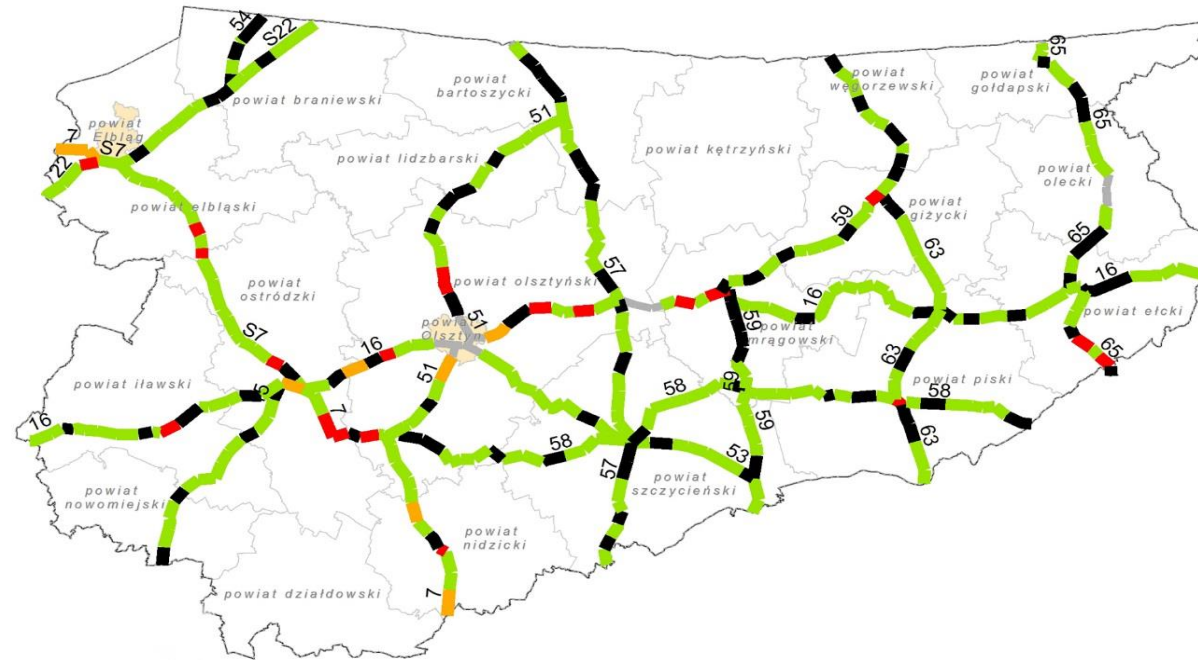 54
S22
65
powiat
węgorzewski
powiat
gołdapski
powiat
bartoszycki
powiat braniewski
51
65
7
powiat
Elbląg
S7
22
powiat lidzbarski
powiat kętrzyński
powiat
olecki
powiat elbląski
59
powiat
giżycki
63
65
57
powiat olsztyński
16
powiat
ostródzki
51
16
powiat ełcki
S7
powiat
Olsztyn
59
powiat
mrągowski
16
51
63
65
powiat iławski
5
59
58
powiat piski
58
16
7
59
63
58
53
57
powiat
szczycieński
powiat
nowomiejski
powiat
nidzicki
powiat działdowski
7